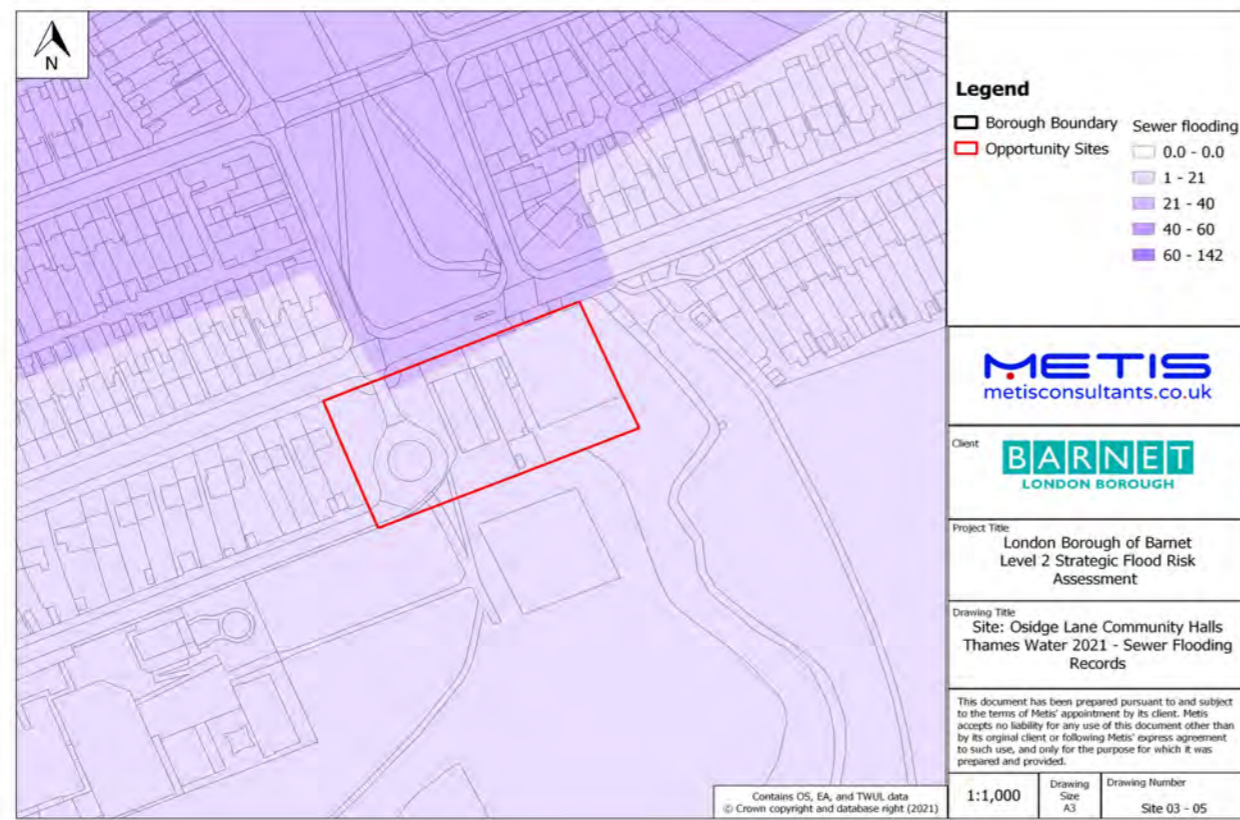 N
Legend
Borough Boundary
Opportunity Sites
Sewer flooding
0.0 - 0.0
1 - 21
21 - 40
40 - 60
60 - 142
METIS
metisconsultants.co.uk
Client
BARNET
LONDON BOROUGH
Project Title
London Borough of Barnet
Level 2 Strategic Flood Risk
Assessment
Drawing Title
Site: Osidge Lane Community Halls
Thames Water 2021 - Sewer Flooding
Records
This document has been prepared pursuant to and subject
to the terms of Metis' appointment by its client. Metis
accepts no liability for any use of this document other than
by its orginal client or following Metis' express agreement
to such use, and only for the purpose for which it was
prepared and provided.
Contains OS, EA, and TWUL data
© Crown copyright and database right (2021)
1:1,000
Drawing
Size
A3
Drawing Number
Site 03 - 05